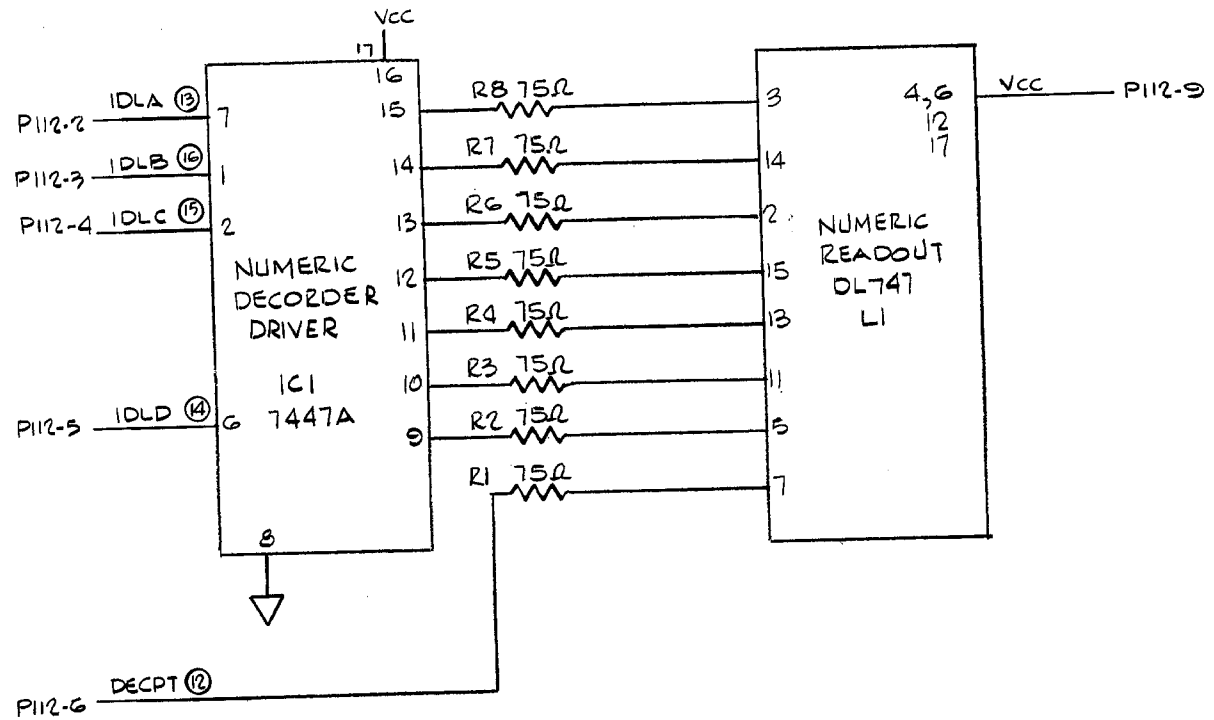 VCC
17
16
P112-2 IDLA 13 7
P112-3 IDLB 16 1
P112-4 IDLC 15 2
P112-5 IDLD 14 6
NUMERIC
DECORDER
DRIVER
IC1
7447A
8
15 R8 75Ω 3
14 R7 75Ω 14
13 R6 75Ω 2
12 R5 75Ω 15
11 R4 75Ω 13
10 R3 75Ω 11
9 R2 75Ω 5
R1 75Ω 7
4,6
12
17
VCC P112-9
NUMERIC
READOUT
DL747
L1
P112-6 DECPT 12